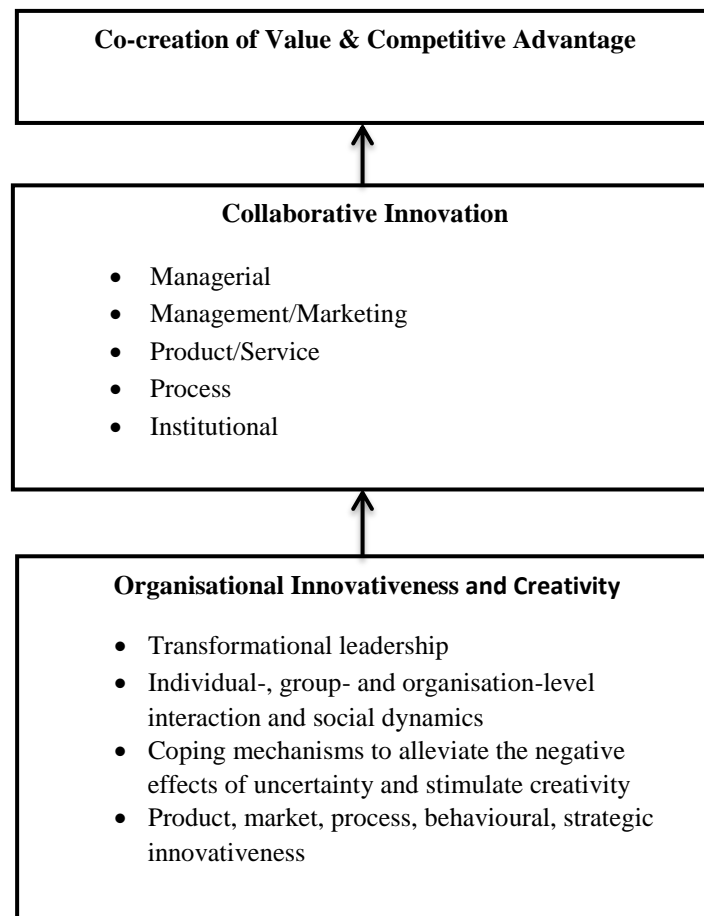 Co-creation of Value & Competitive Advantage
Collaborative Innovation
• Managerial
• Management/Marketing
• Product/Service
• Process
• Institutional
Organisational Innovativeness and Creativity
• Transformational leadership
• Individual-, group- and organisation-level
interaction and social dynamics
• Coping mechanisms to alleviate the negative
effects of uncertainty and stimulate creativity
• Product, market, process, behavioural, strategic
innovativeness